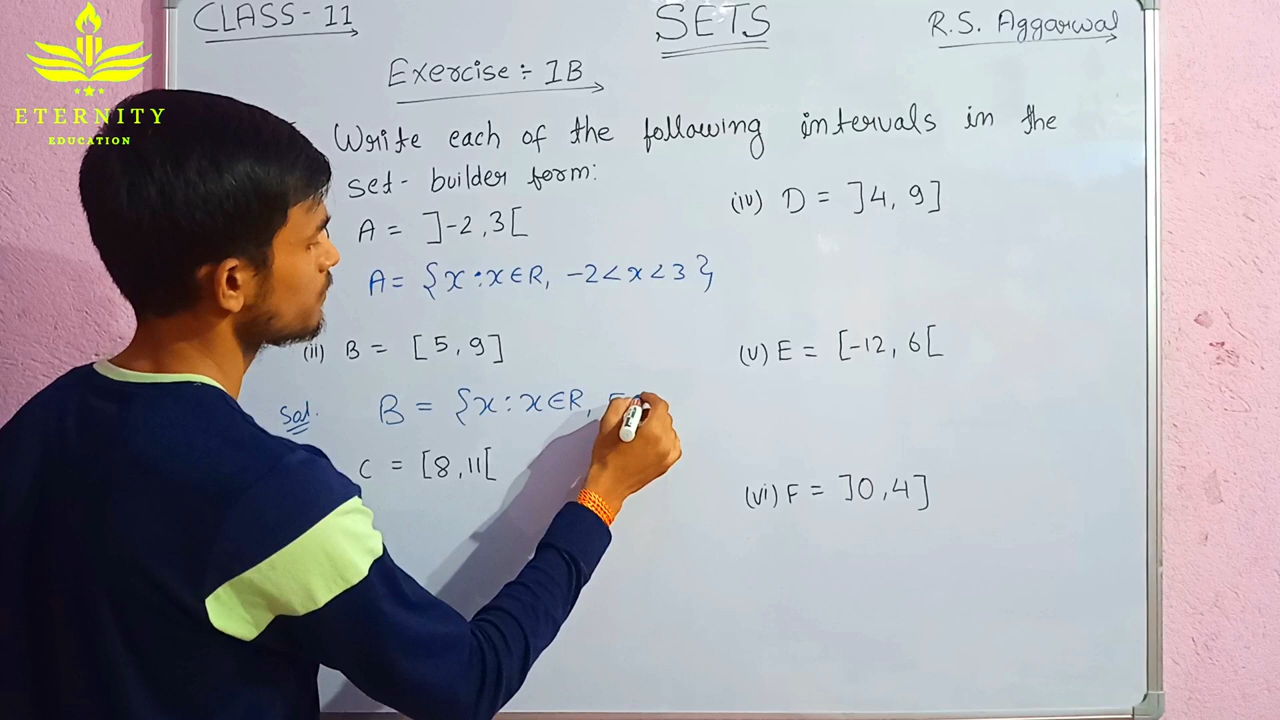 CLASS-11
SETS
R.S. Aggarwal
ETERNITY
EDUCATION
Exercise:- 1B
Write each of the following intervals in the
set-builder form:
A = ]-2, 3[
A = {x : x ∈ R, -2 < x < 3}
(ii) B = [5, 9]
Sol. B = {x : x ∈ R, 5
C = [8, 11[
(iv) D = ]4, 9]
(v) E = [-12, 6[
(vi) F = ]0, 4]